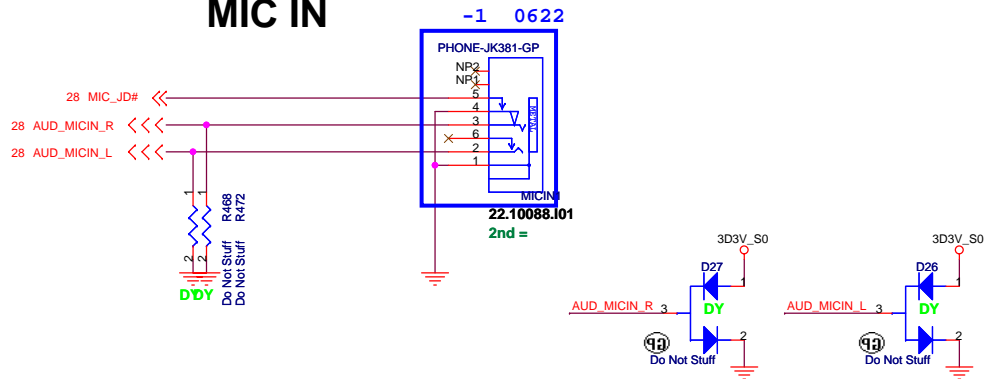 MIC IN
-1 0622
PHONE-JK381-GP
NP2
NP1
28 MIC_JD#
5
4
28 AUD_MICIN_R
3
6
28 AUD_MICIN_L
2
1
METAL
MICIN1
22.10088.I01
2nd =
1 1
R468
R472
2 2
Do Not Stuff
Do Not Stuff
DY DY
3D3V_S0
D27
1
AUD_MICIN_R 3
DY
2
Do Not Stuff
3D3V_S0
D26
1
AUD_MICIN_L 3
DY
2
Do Not Stuff